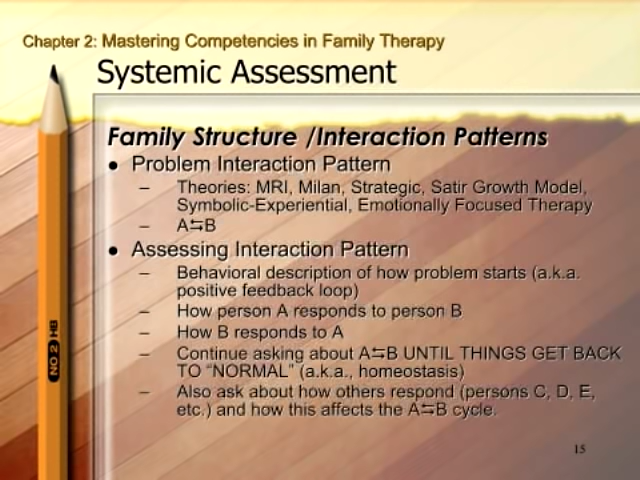 Chapter 2: Mastering Competencies in Family Therapy
Systemic Assessment
Family Structure /Interaction Patterns
● Problem Interaction Pattern
– Theories: MRI, Milan, Strategic, Satir Growth Model,
Symbolic-Experiential, Emotionally Focused Therapy
– A⇆B
● Assessing Interaction Pattern
– Behavioral description of how problem starts (a.k.a.
positive feedback loop)
– How person A responds to person B
– How B responds to A
– Continue asking about A⇆B UNTIL THINGS GET BACK
TO “NORMAL” (a.k.a., homeostasis)
– Also ask about how others respond (persons C, D, E,
etc.) and how this affects the A⇆B cycle.
NO 2 HB
15